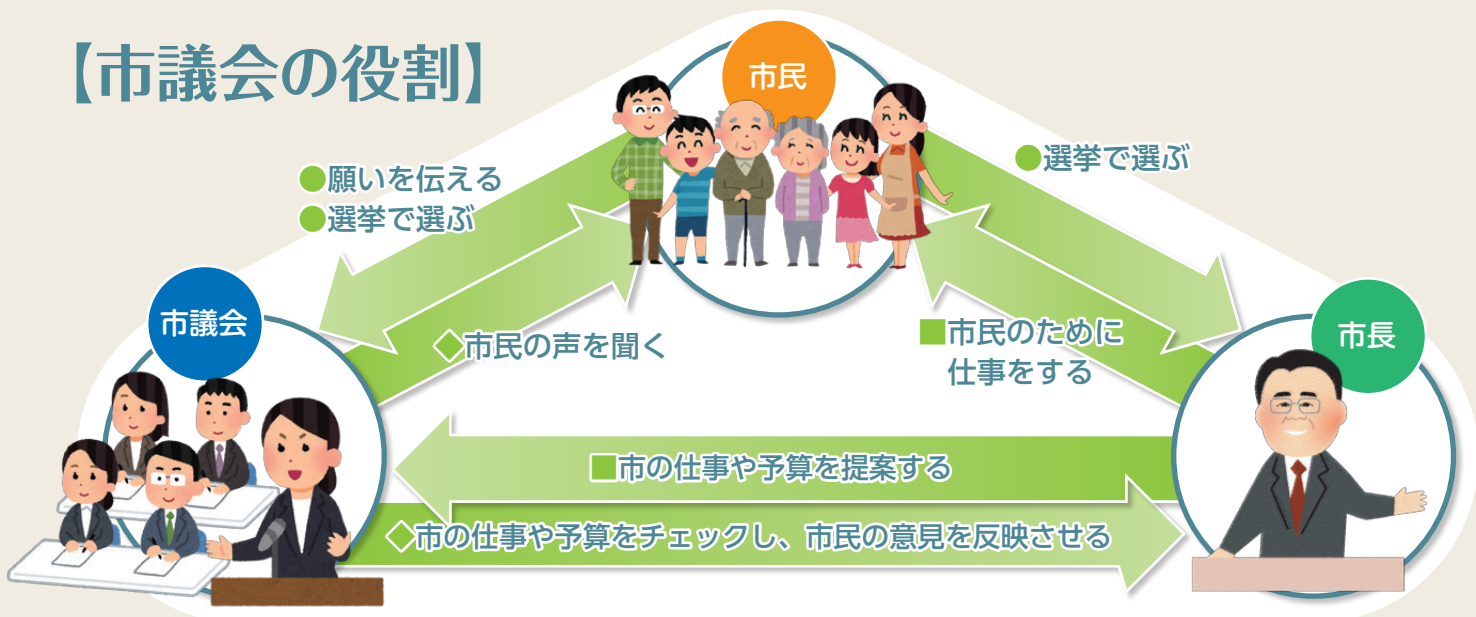 【市議会の役割】
市民
●願いを伝える
●選挙で選ぶ
●選挙で選ぶ
市議会
◆市民の声を聞く
■市民のために
仕事をする
市長
■市の仕事や予算を提案する
◇市の仕事や予算をチェックし、市民の意見を反映させる